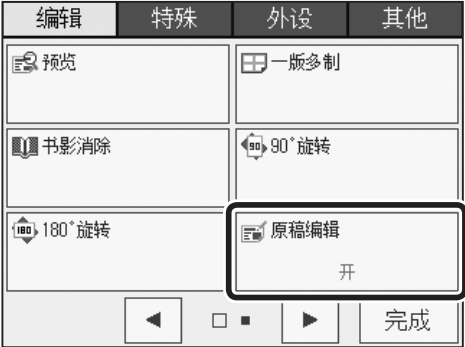 编辑 特殊 外设 其他
预览 一版多制
书影消除 90°旋转
180°旋转 原稿编辑
开
完成